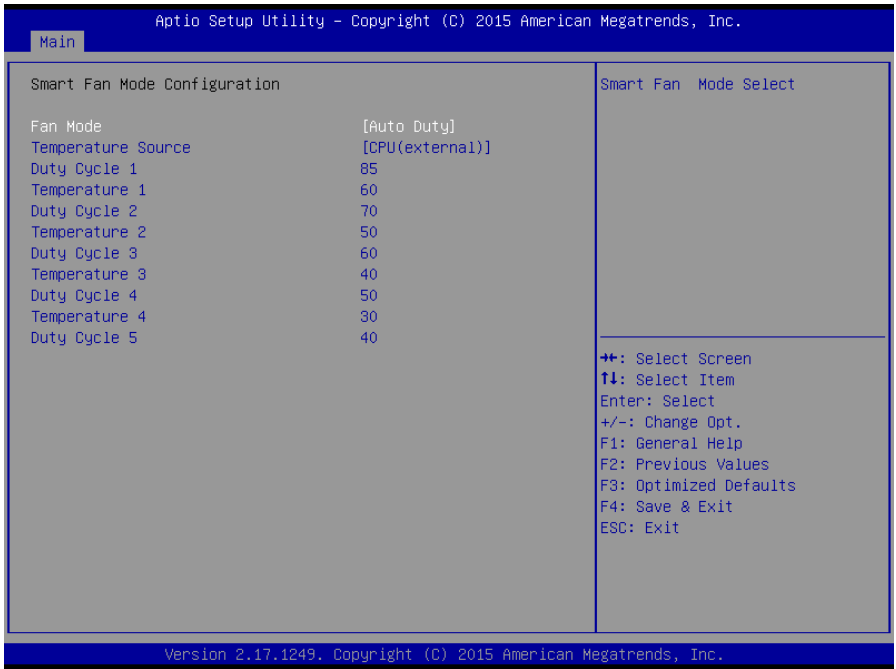 Aptio Setup Utility – Copyright (C) 2015 American Megatrends, Inc.
Main
Smart Fan Mode Configuration
Fan Mode [Auto Duty]
Temperature Source [CPU(external)]
Duty Cycle 1 85
Temperature 1 60
Duty Cycle 2 70
Temperature 2 50
Duty Cycle 3 60
Temperature 3 40
Duty Cycle 4 50
Temperature 4 30
Duty Cycle 5 40
Smart Fan Mode Select
→←: Select Screen
↑↓: Select Item
Enter: Select
+/-: Change Opt.
F1: General Help
F2: Previous Values
F3: Optimized Defaults
F4: Save & Exit
ESC: Exit
Version 2.17.1249. Copyright (C) 2015 American Megatrends, Inc.